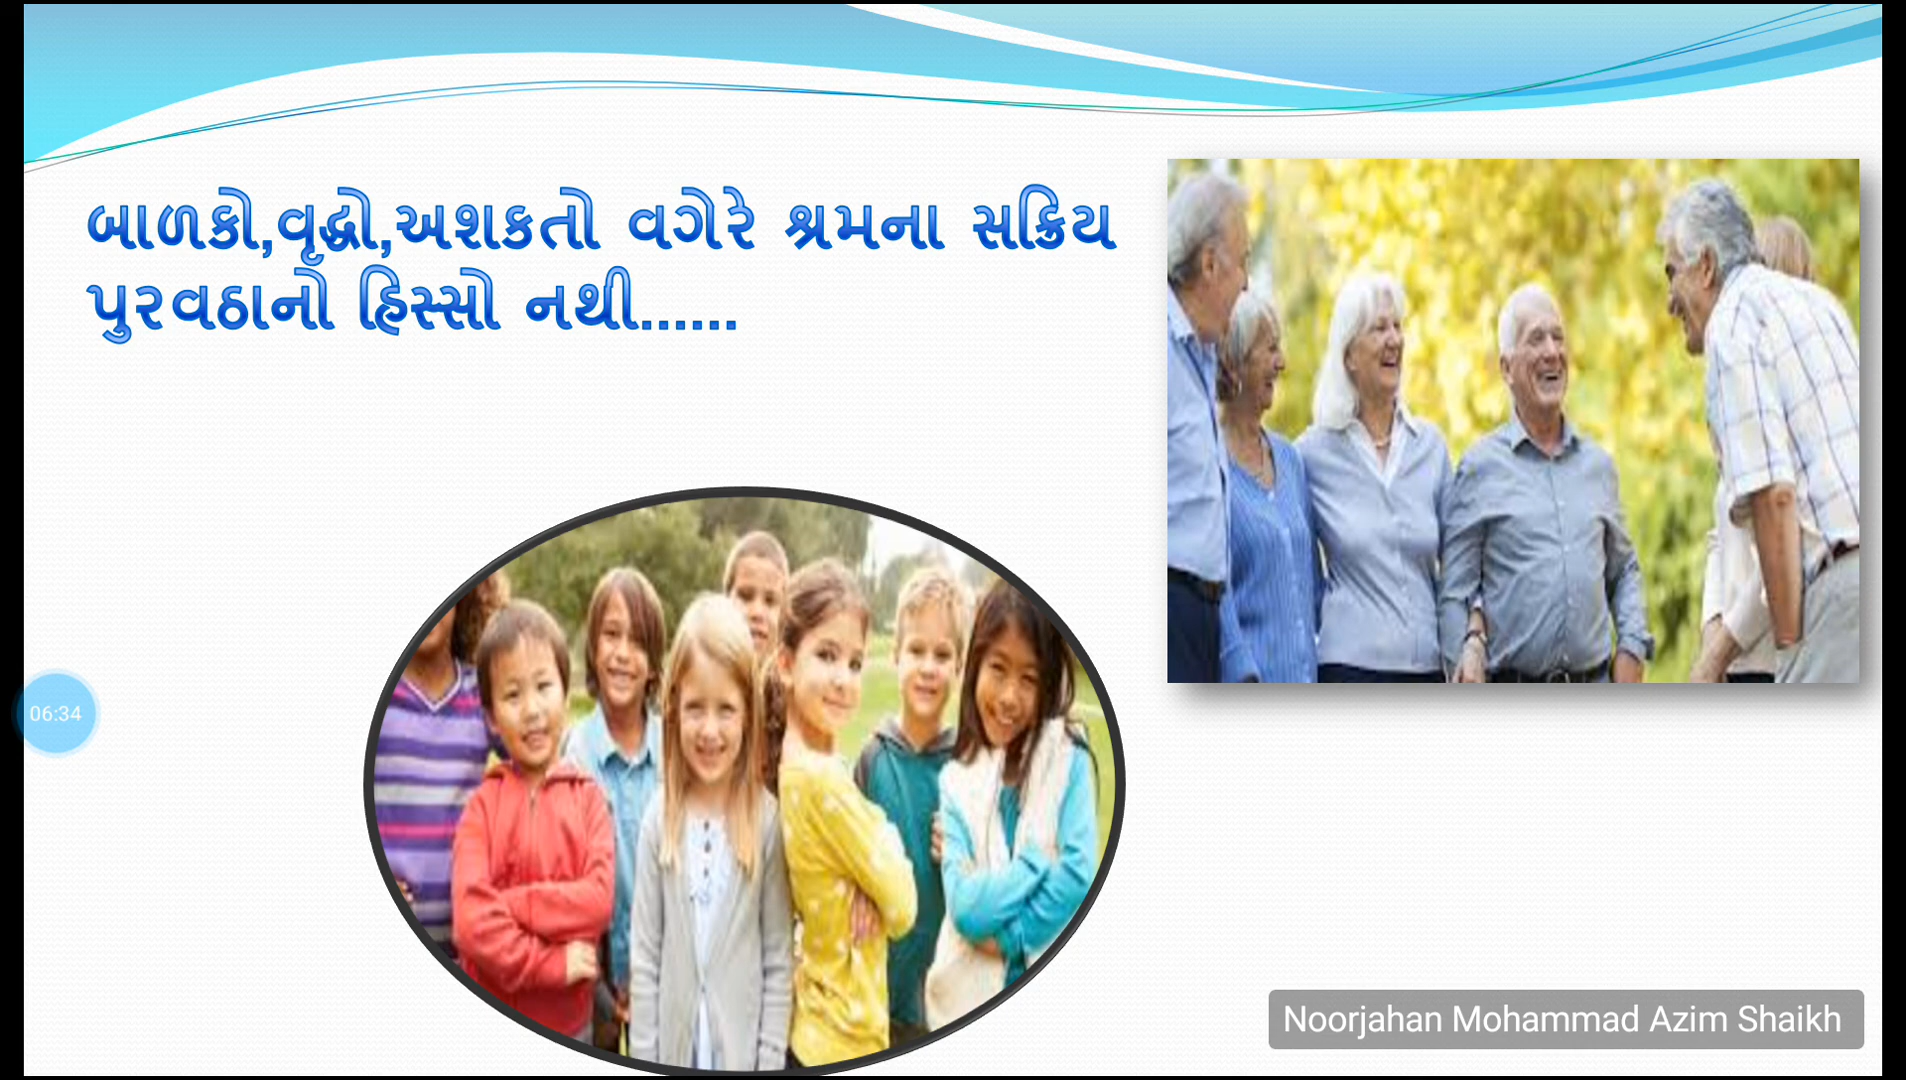 બાળકો,વૃદ્ધો,અશકતો વગેરે શ્રમના સક્રિય
પુરવઠાનો હિસ્સો નથી......
06:34
Noorjahan Mohammad Azim Shaikh